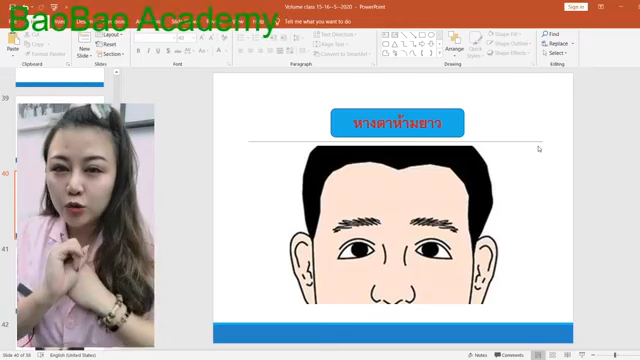 Volume class 15-16--5--2020 - PowerPoint
Sign in
BaoBao Academy
Tell me what you want to do
Paste
New
Slide
Layout
Reset
Section
Text Direction
Align Text
Convert to SmartArt
Arrange
Quick
Styles
Shape Fill
Shape Outline
Shape Effects
Find
Replace
Select
Clipboard
Slides
Font
Paragraph
Drawing
Editing
39
40
41
42
หางตาห้ามยาว
Slide 40 of 58
English (United States)
Notes
Comments